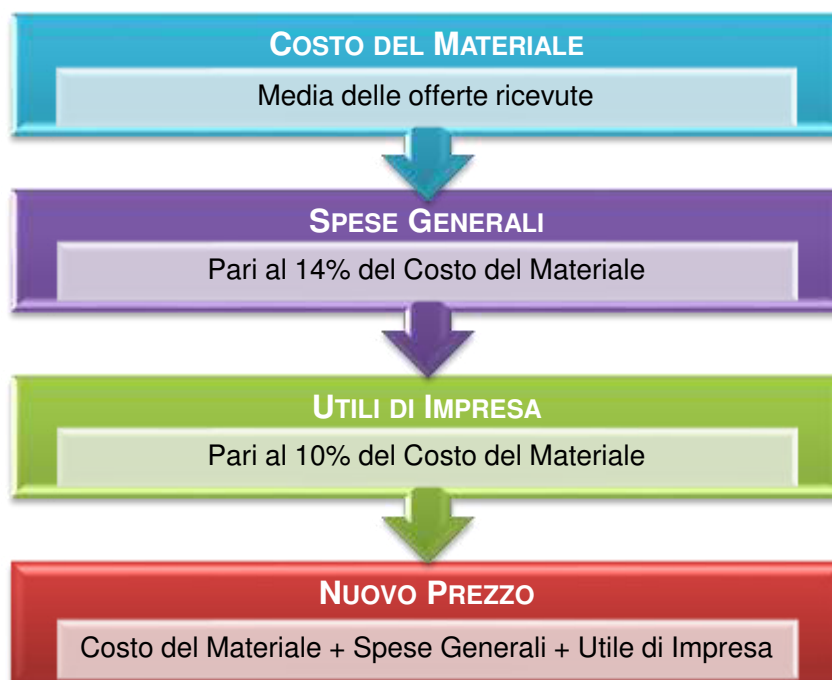 COSTO DEL MATERIALE
Media delle offerte ricevute
SPESE GENERALI
Pari al 14% del Costo del Materiale
UTILI DI IMPRESA
Pari al 10% del Costo del Materiale
NUOVO PREZZO
Costo del Materiale + Spese Generali + Utile di Impresa